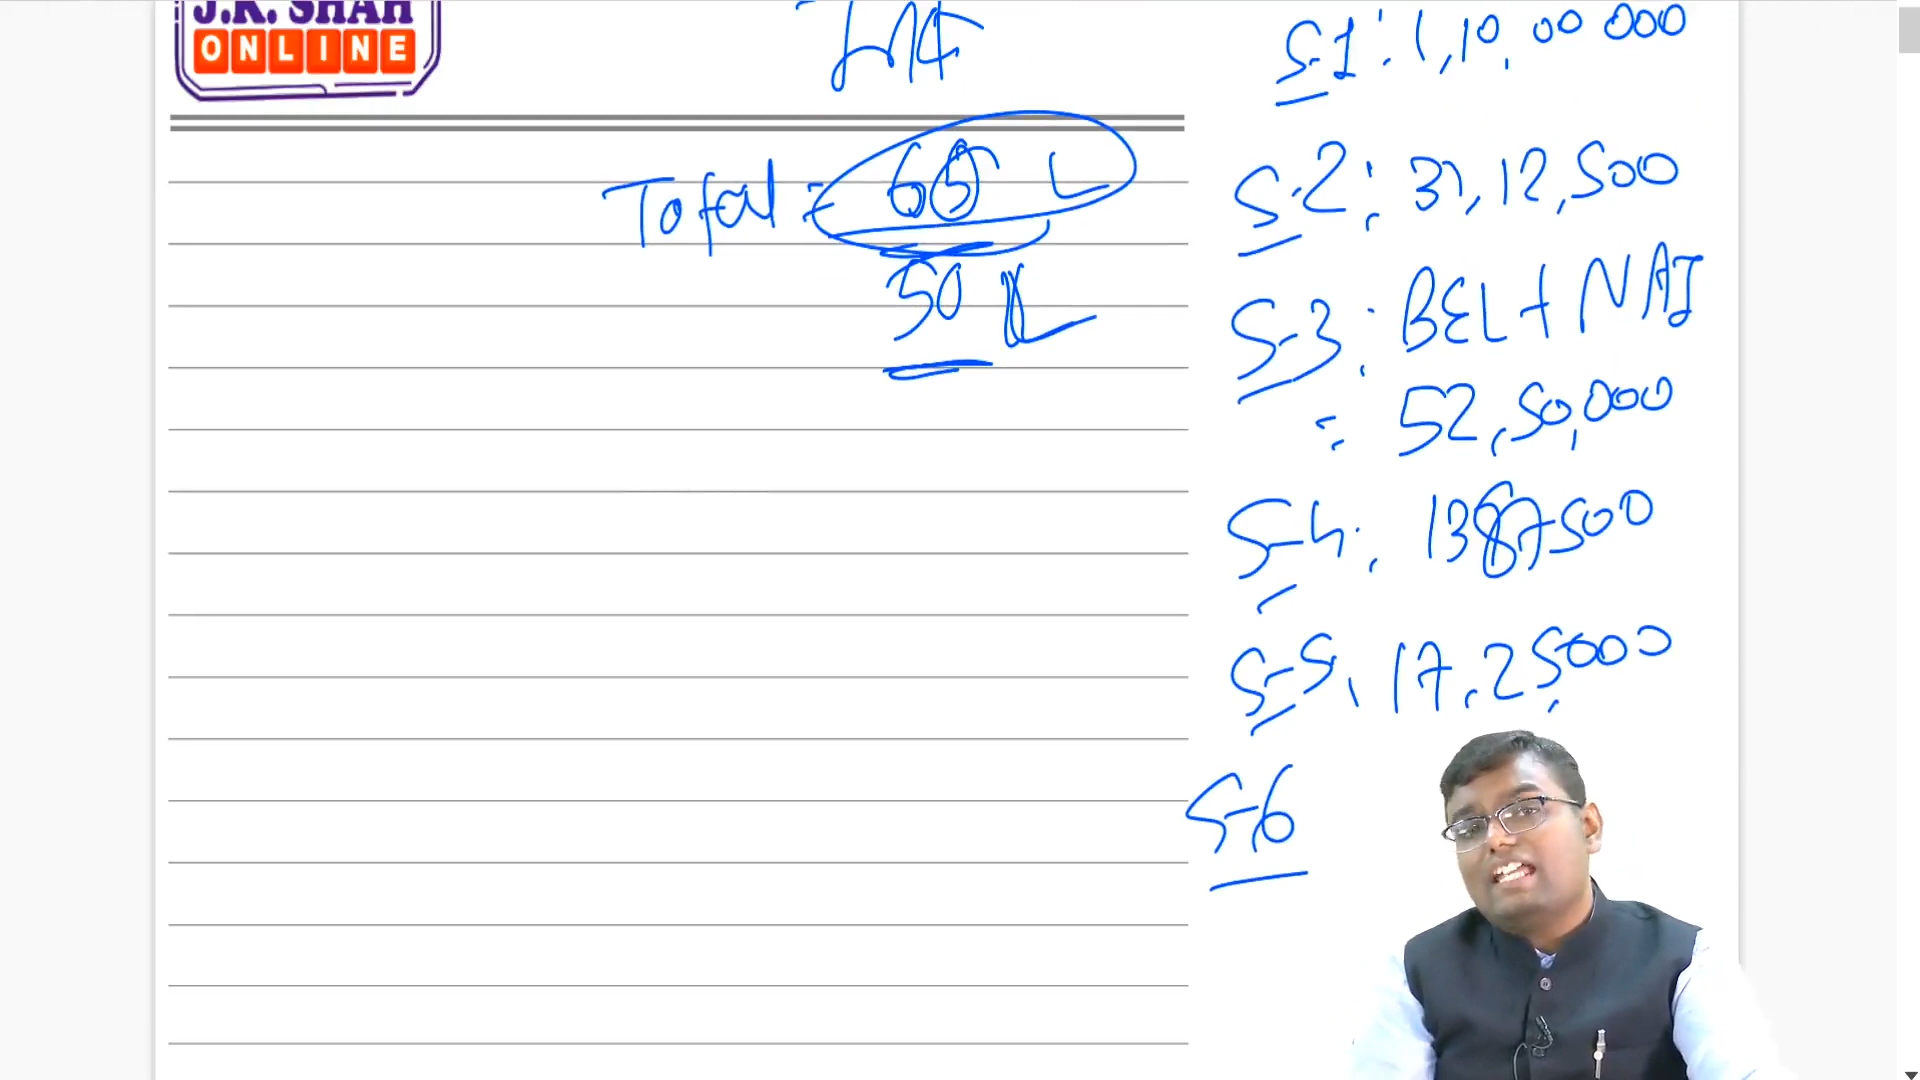 J.K. SHAH
ONLINE
Total = 65 L
50 L
S-1: 1,10,00 000
S-2: 31,12,500
S-3: BEL + NAI
= 52,50,000
S-4: 1387500
S-5, 17,25000
S-6